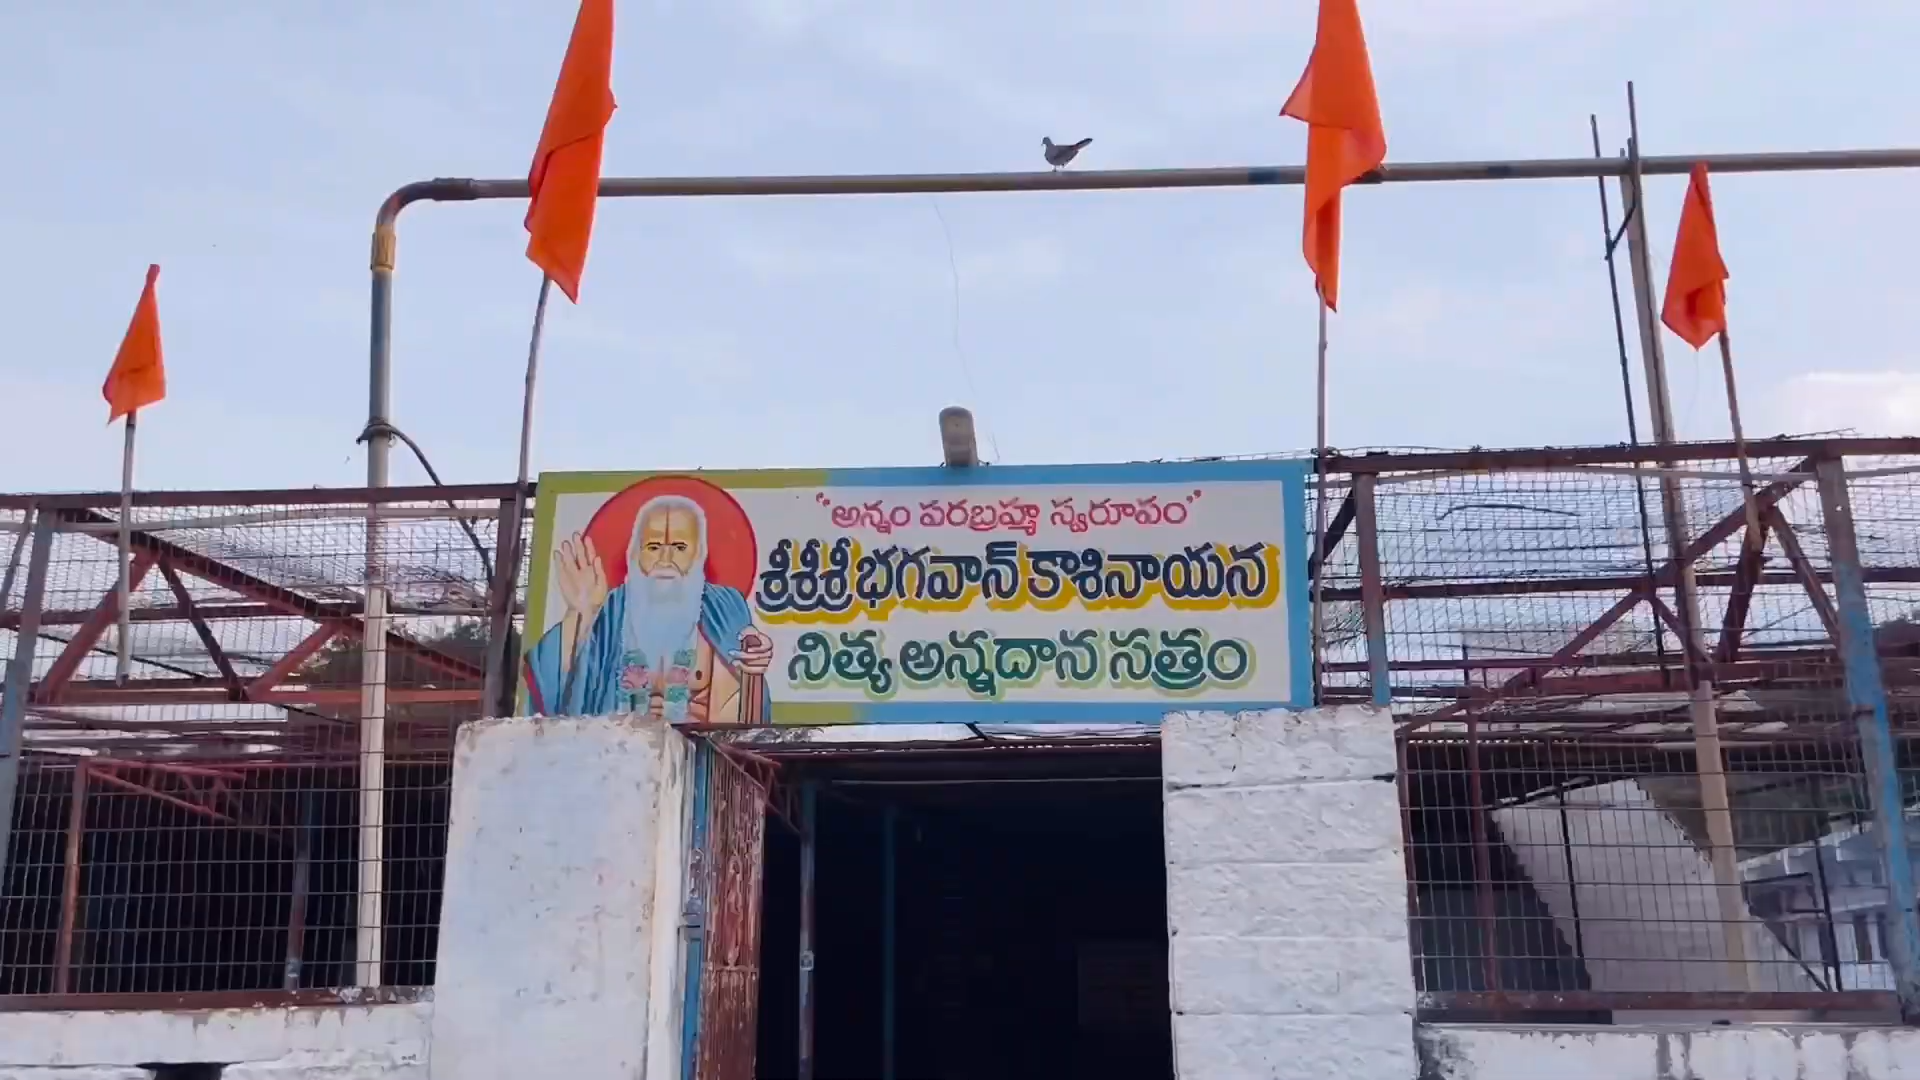 "అన్నం పరబ్రహ్మ స్వరూపం"
శ్రీశ్రీశ్రీ భగవాన్ కాశినాయన
నిత్య అన్నదాన సత్రం